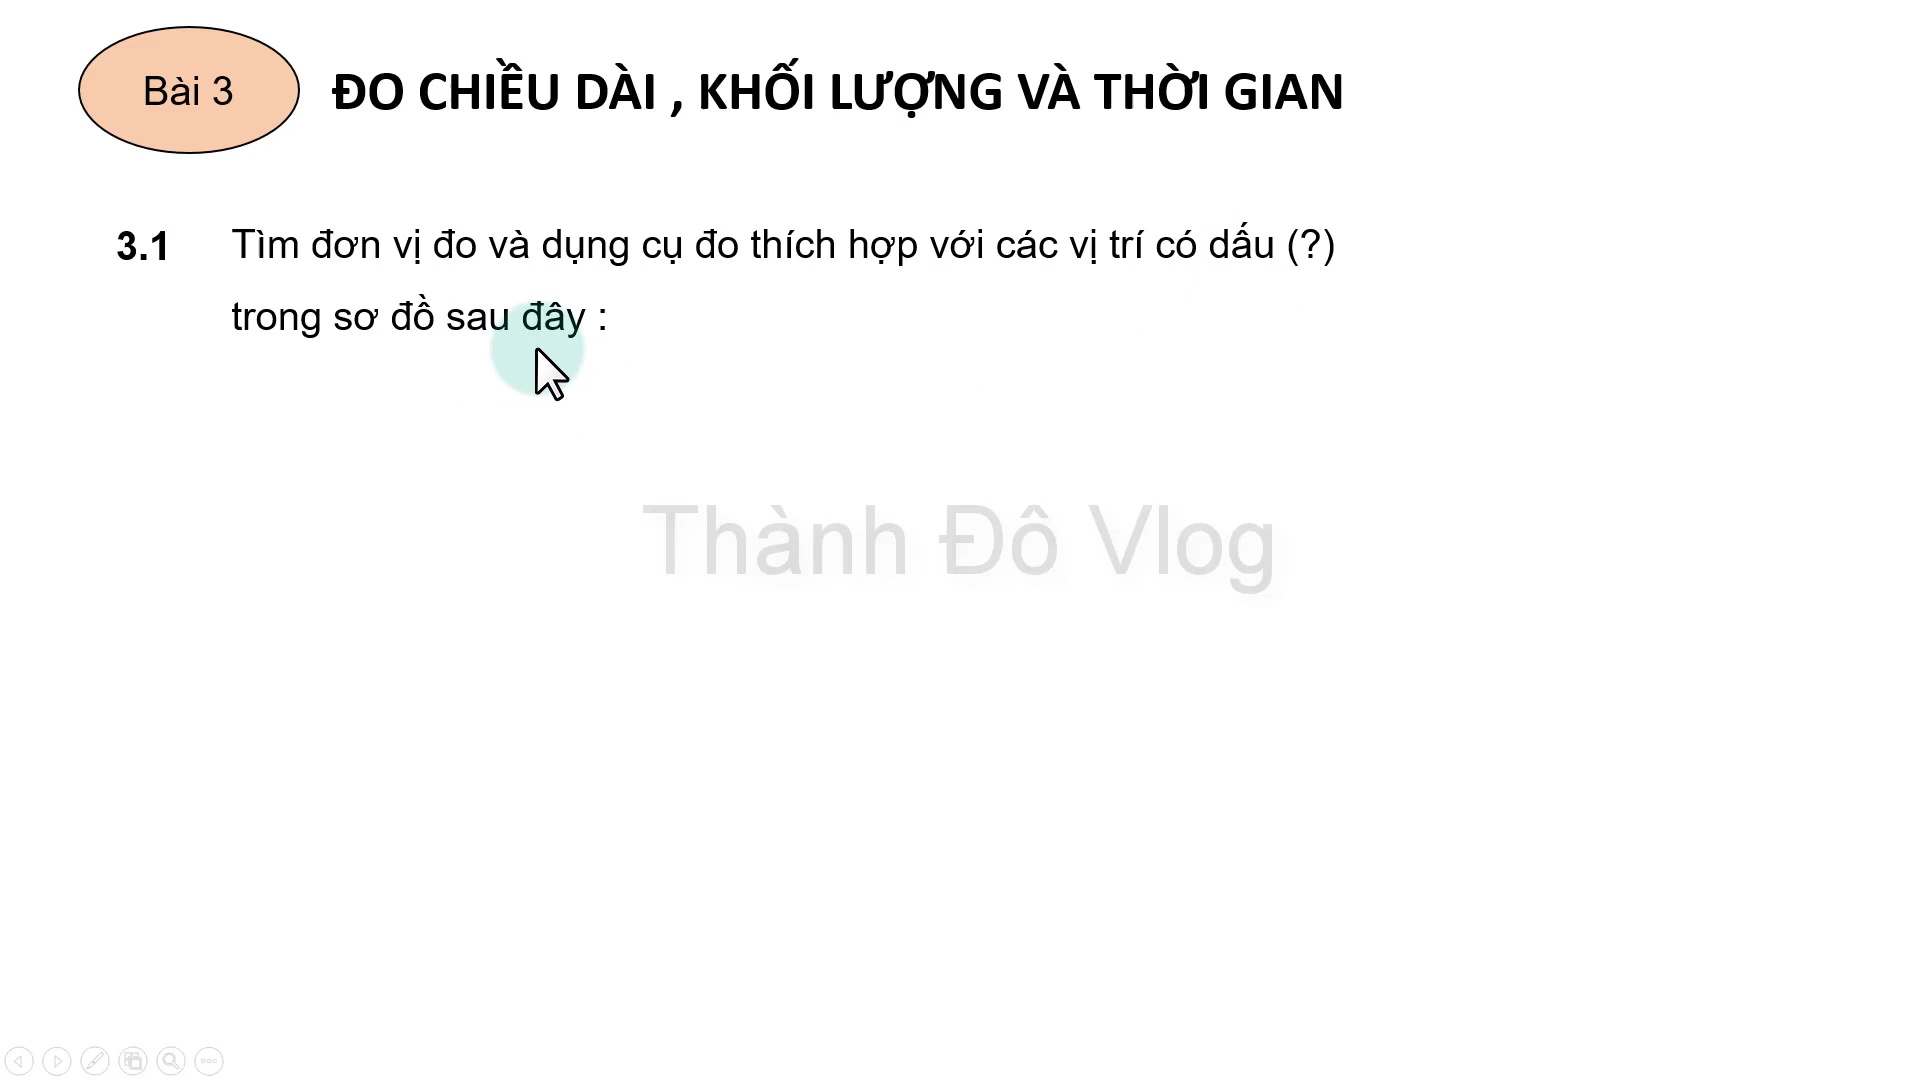 Bài 3
ĐO CHIỀU DÀI , KHỐI LƯỢNG VÀ THỜI GIAN
3.1 Tìm đơn vị đo và dụng cụ đo thích hợp với các vị trí có dấu (?)
trong sơ đồ sau đây :
Thành Đô Vlog